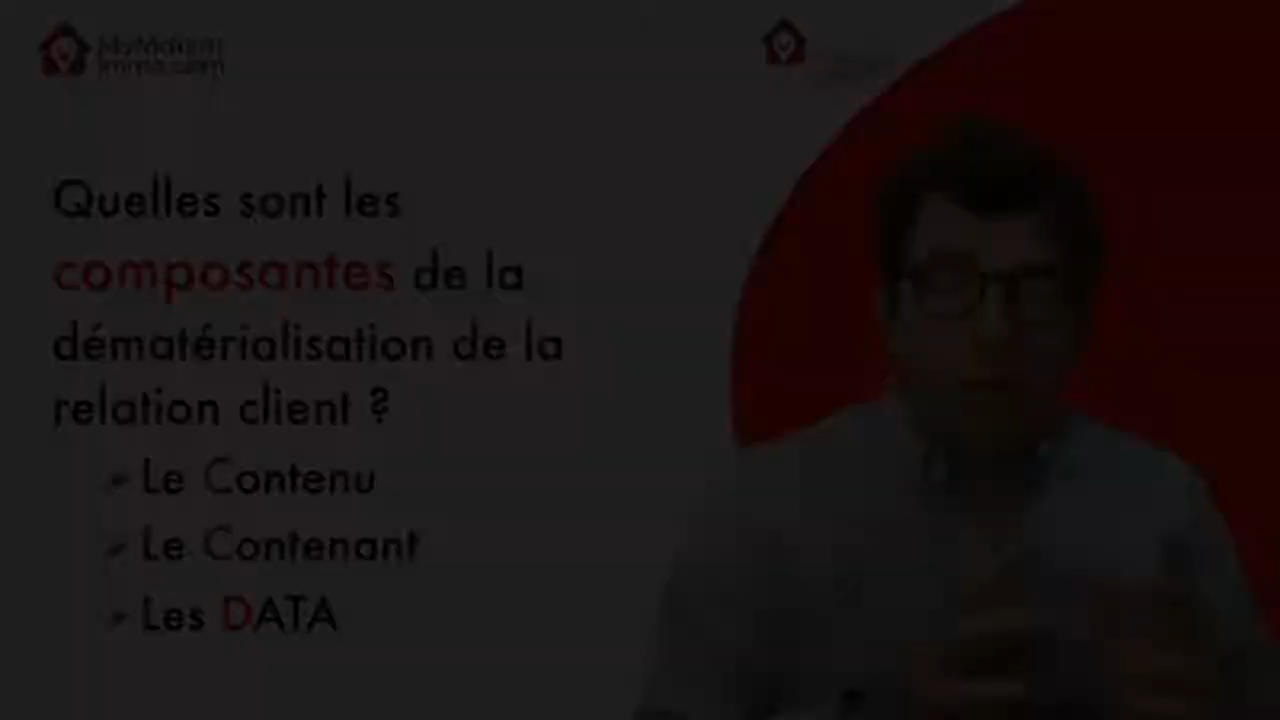 Quelles sont les
composantes de la
dématérialisation de la
relation client ?
➢ Le Contenu
➢ Le Contenant
➢ Les DATA